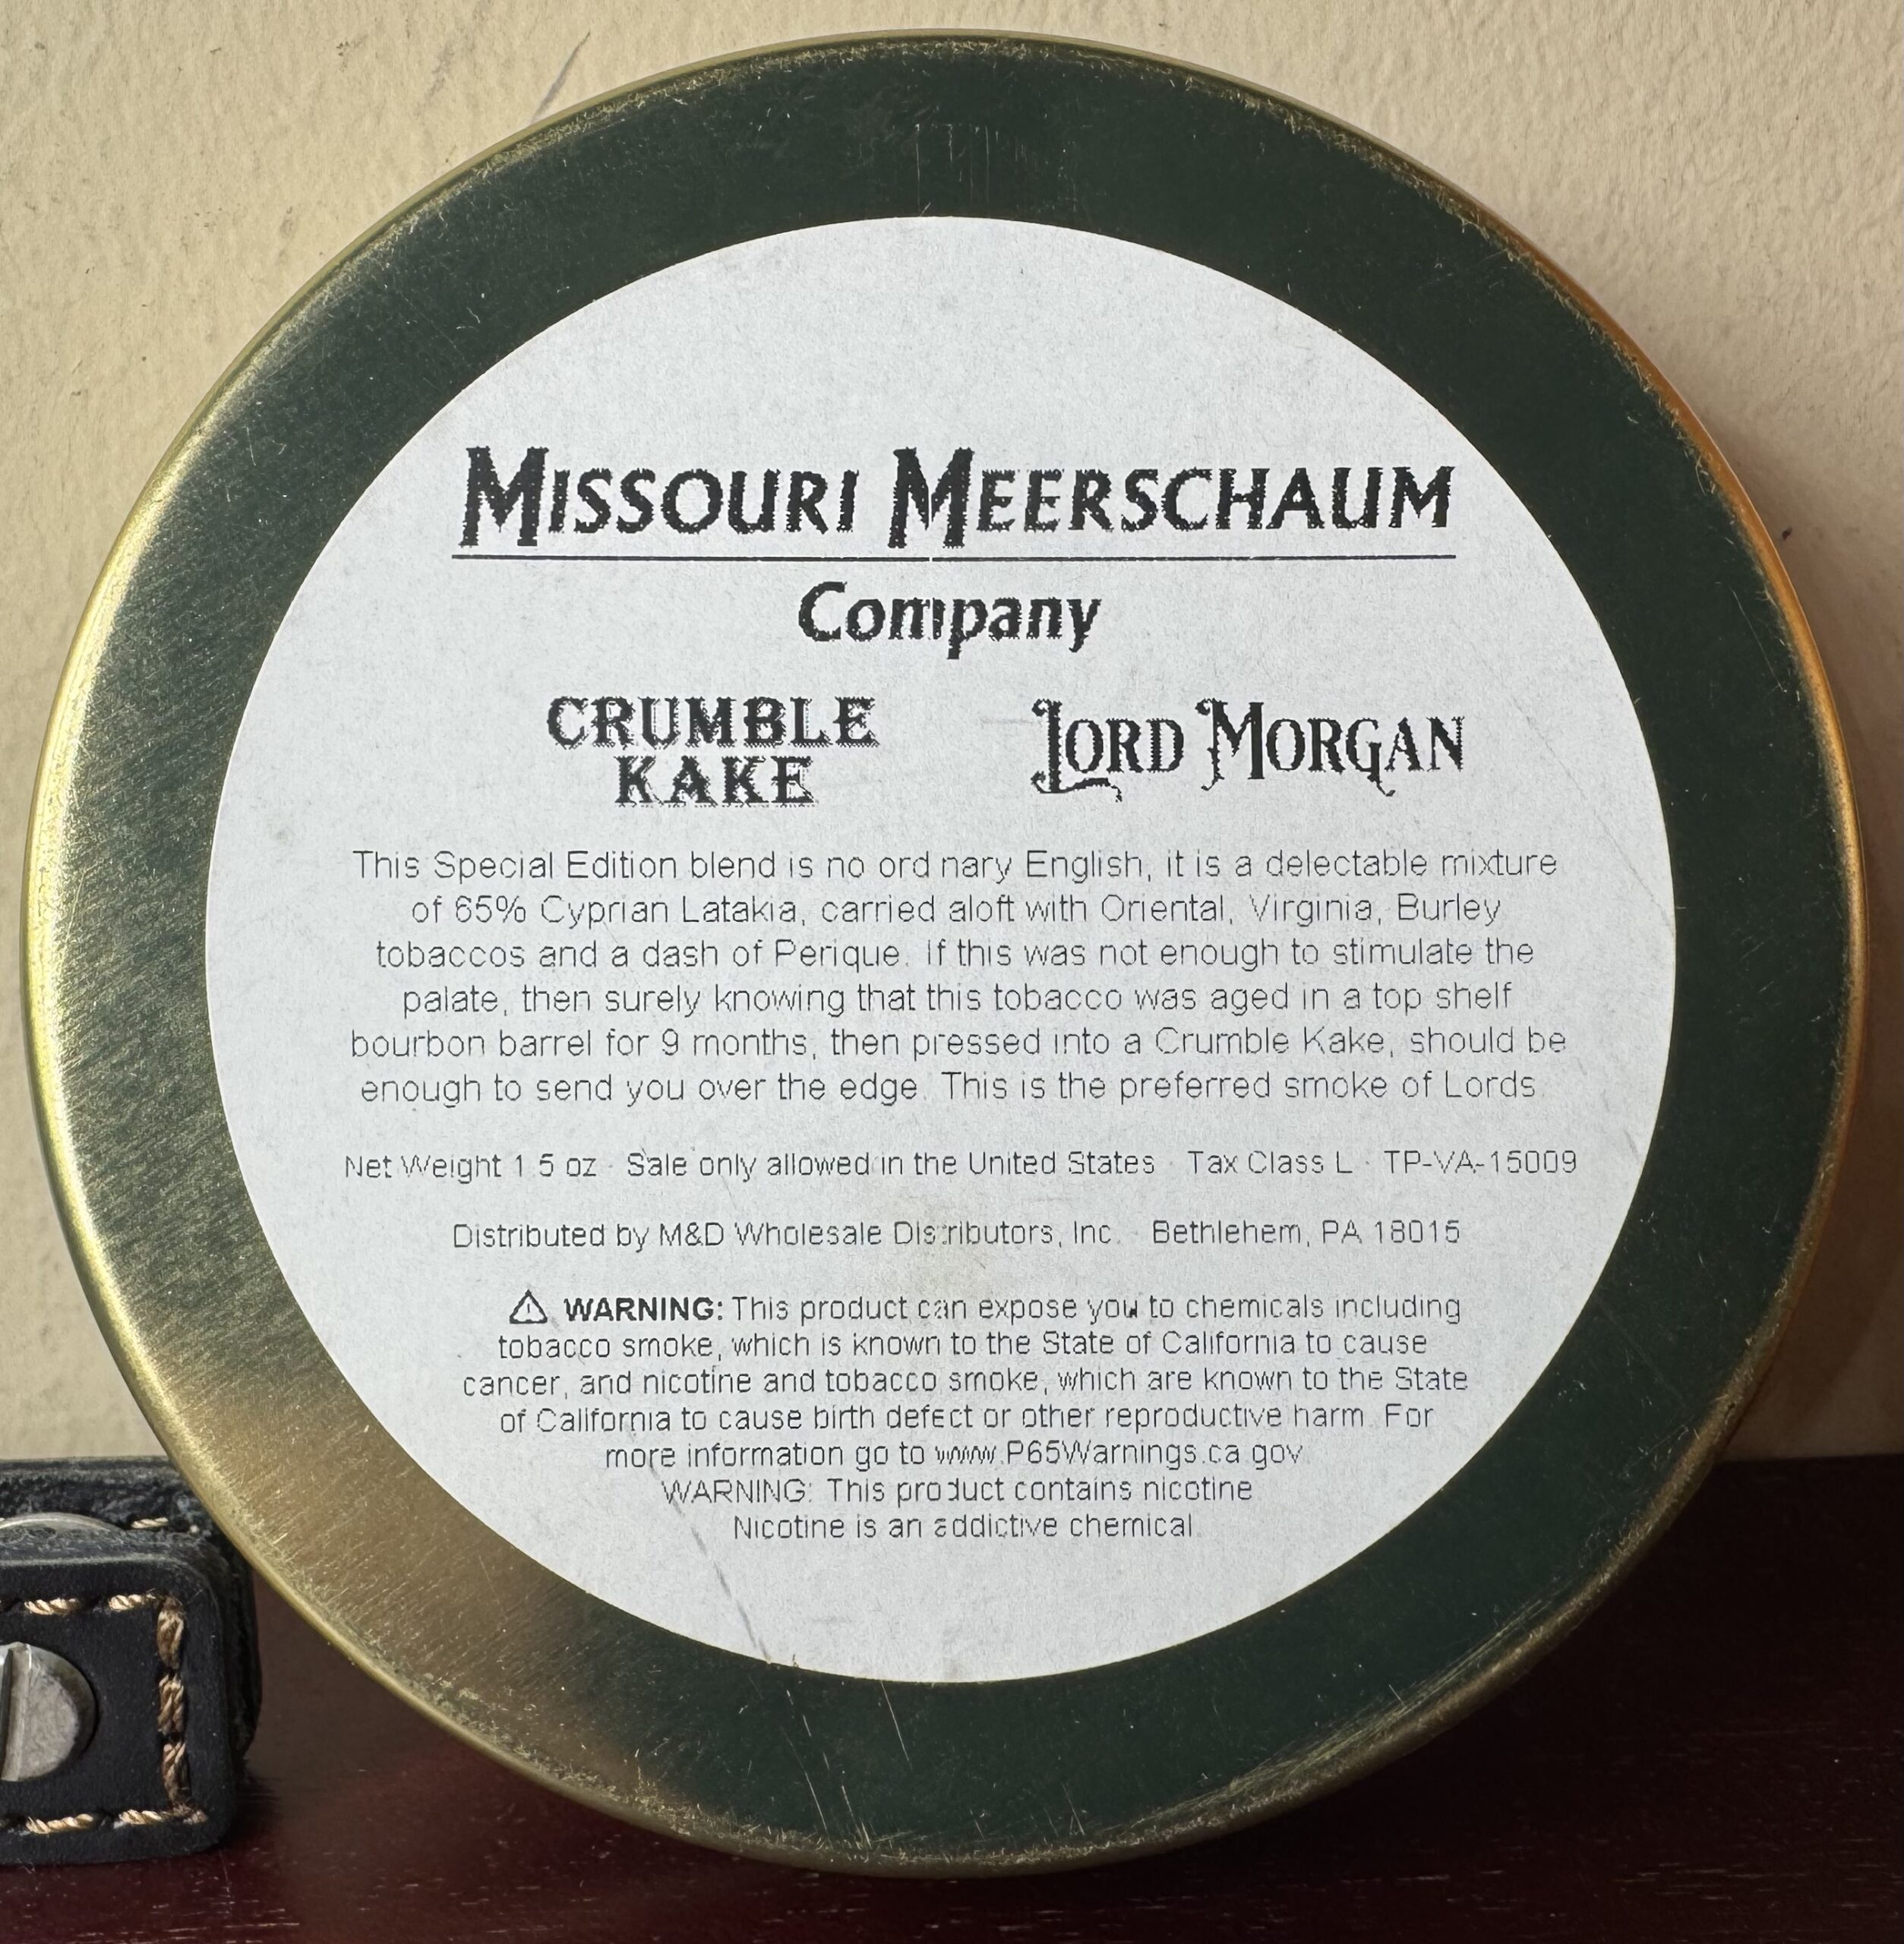 MISSOURI MEERSCHAUM
Company
CRUMBLE
KAKE
LORD MORGAN
This Special Edition blend is no ordinary English, it is a delectable mixture
of 65% Cyprian Latakia, carried aloft with Oriental, Virginia, Burley
tobaccos and a dash of Perique. If this was not enough to stimulate the
palate, then surely knowing that this tobacco was aged in a top shelf
bourbon barrel for 9 months, then pressed into a Crumble Kake, should be
enough to send you over the edge. This is the preferred smoke of Lords.
Net Weight 1.5 oz · Sale only allowed in the United States · Tax Class L · TP-VA-15009
Distributed by M&D Wholesale Distributors, Inc. · Bethlehem, PA 18015
⚠ WARNING: This product can expose you to chemicals including
tobacco smoke, which is known to the State of California to cause
cancer, and nicotine and tobacco smoke, which are known to the State
of California to cause birth defect or other reproductive harm. For
more information go to www.P65Warnings.ca.gov.
WARNING: This product contains nicotine.
Nicotine is an addictive chemical.